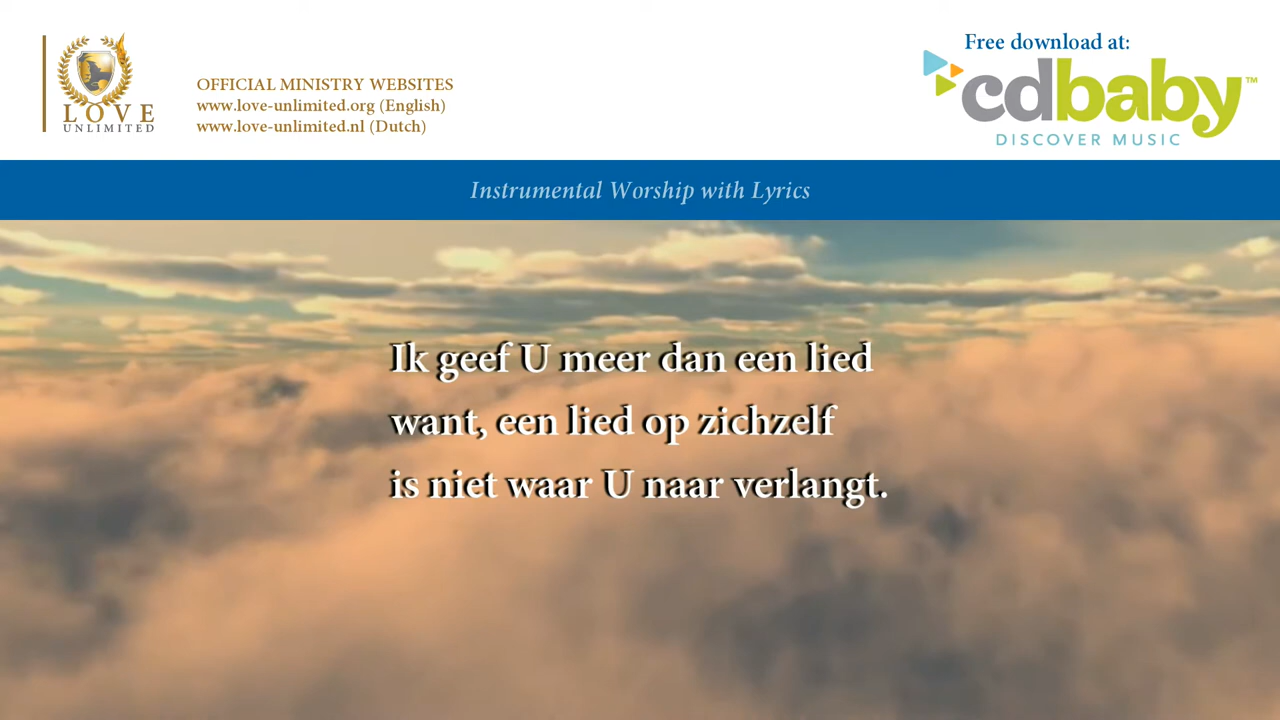 LOVE
UNLIMITED
OFFICIAL MINISTRY WEBSITES
www.love-unlimited.org (English)
www.love-unlimited.nl (Dutch)
Free download at:
cdbaby™
DISCOVER MUSIC
Instrumental Worship with Lyrics
Ik geef U meer dan een lied
want, een lied op zichzelf
is niet waar U naar verlangt.